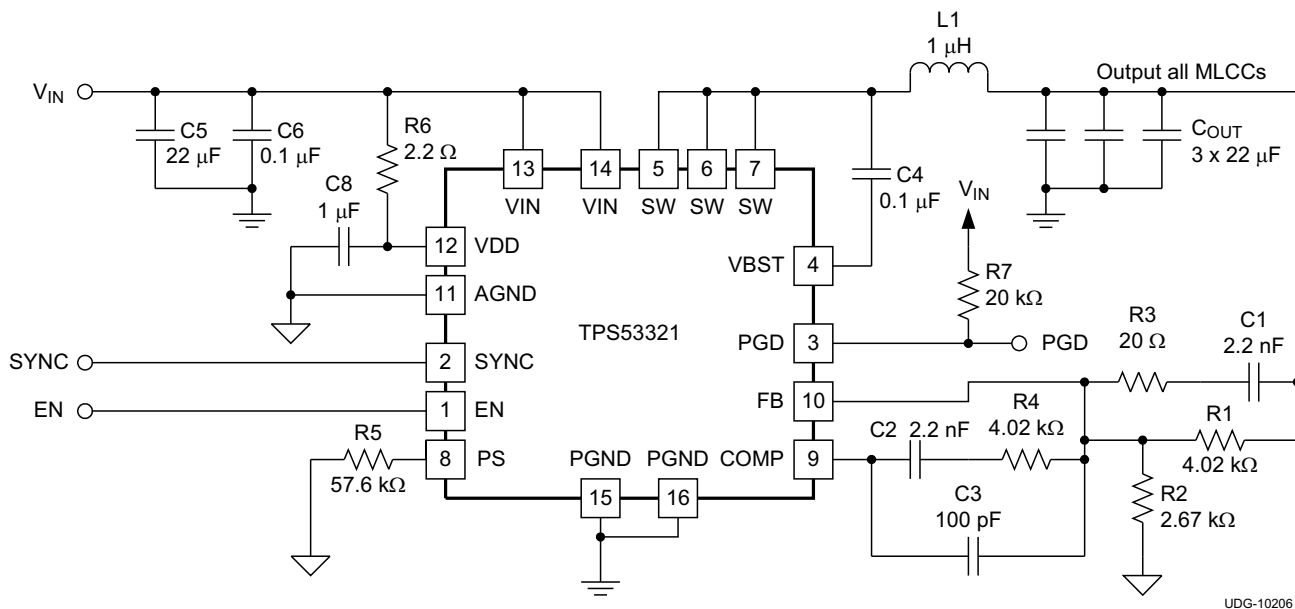 L1
1 μH
VIN
Output all MLCCs
C5
22 μF
C6
0.1 μF
R6
2.2 Ω
COUT
3 x 22 μF
13
14
5
6
7
C4
0.1 μF
VIN
C8
1 μF
VIN
VIN
SW
SW
SW
12
VDD
VBST
4
R7
20 kΩ
11
AGND
TPS53321
R3
20 Ω
C1
2.2 nF
PGD
3
PGD
SYNC
2
SYNC
EN
1
EN
FB
10
R4
4.02 kΩ
R1
4.02 kΩ
C2
2.2 nF
R5
57.6 kΩ
8
PS
PGND
PGND
COMP
9
15
16
C3
100 pF
R2
2.67 kΩ
UDG-10206